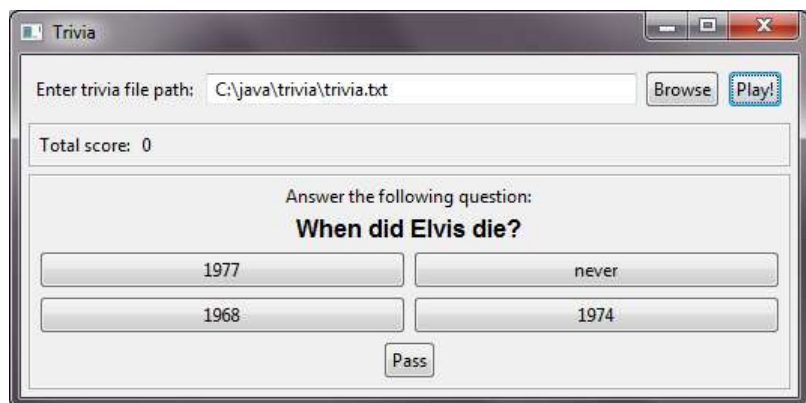 Trivia
Enter trivia file path: C:\java\trivia\trivia.txt Browse Play!
Total score: 0
Answer the following question:
When did Elvis die?
1977 never
1968 1974
Pass